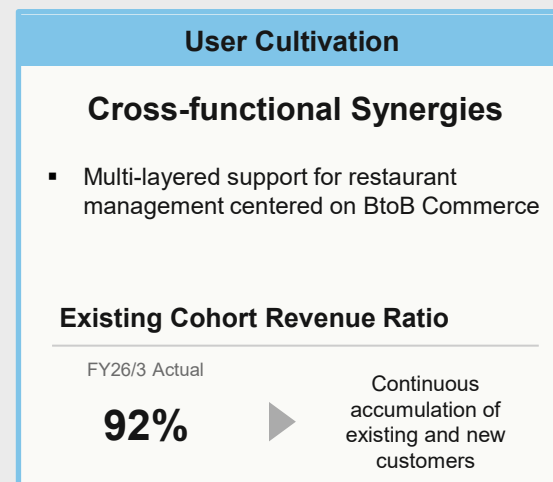 User Cultivation
Cross-functional Synergies
▪ Multi-layered support for restaurant
management centered on BtoB Commerce
Existing Cohort Revenue Ratio
FY26/3 Actual
92%
Continuous
accumulation of
existing and new
customers